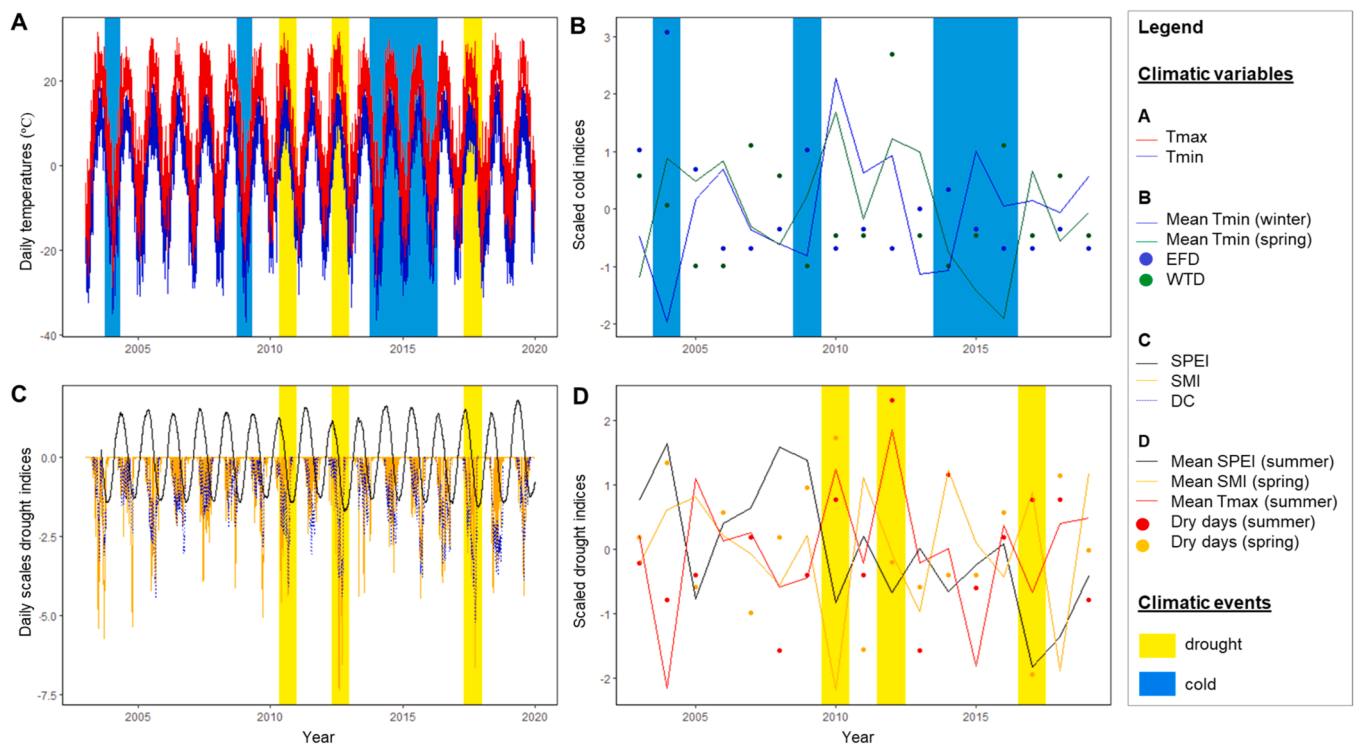 A
Daily temperatures (°C)
20
0
-20
-40
2005
2010
2015
2020
B
Scaled cold indices
3
2
1
0
-1
-2
2005
2010
2015
C
Daily scales drought indices
0.0
-2.5
-5.0
-7.5
2005
2010
2015
2020
Year
D
Scaled drought indices
2
1
0
-1
-2
2005
2010
2015
Year
Legend
Climatic variables
A
Tmax
Tmin
B
Mean Tmin (winter)
Mean Tmin (spring)
EFD
WTD
C
SPEI
SMI
DC
D
Mean SPEI (summer)
Mean SMI (spring)
Mean Tmax (summer)
Dry days (summer)
Dry days (spring)
Climatic events
drought
cold